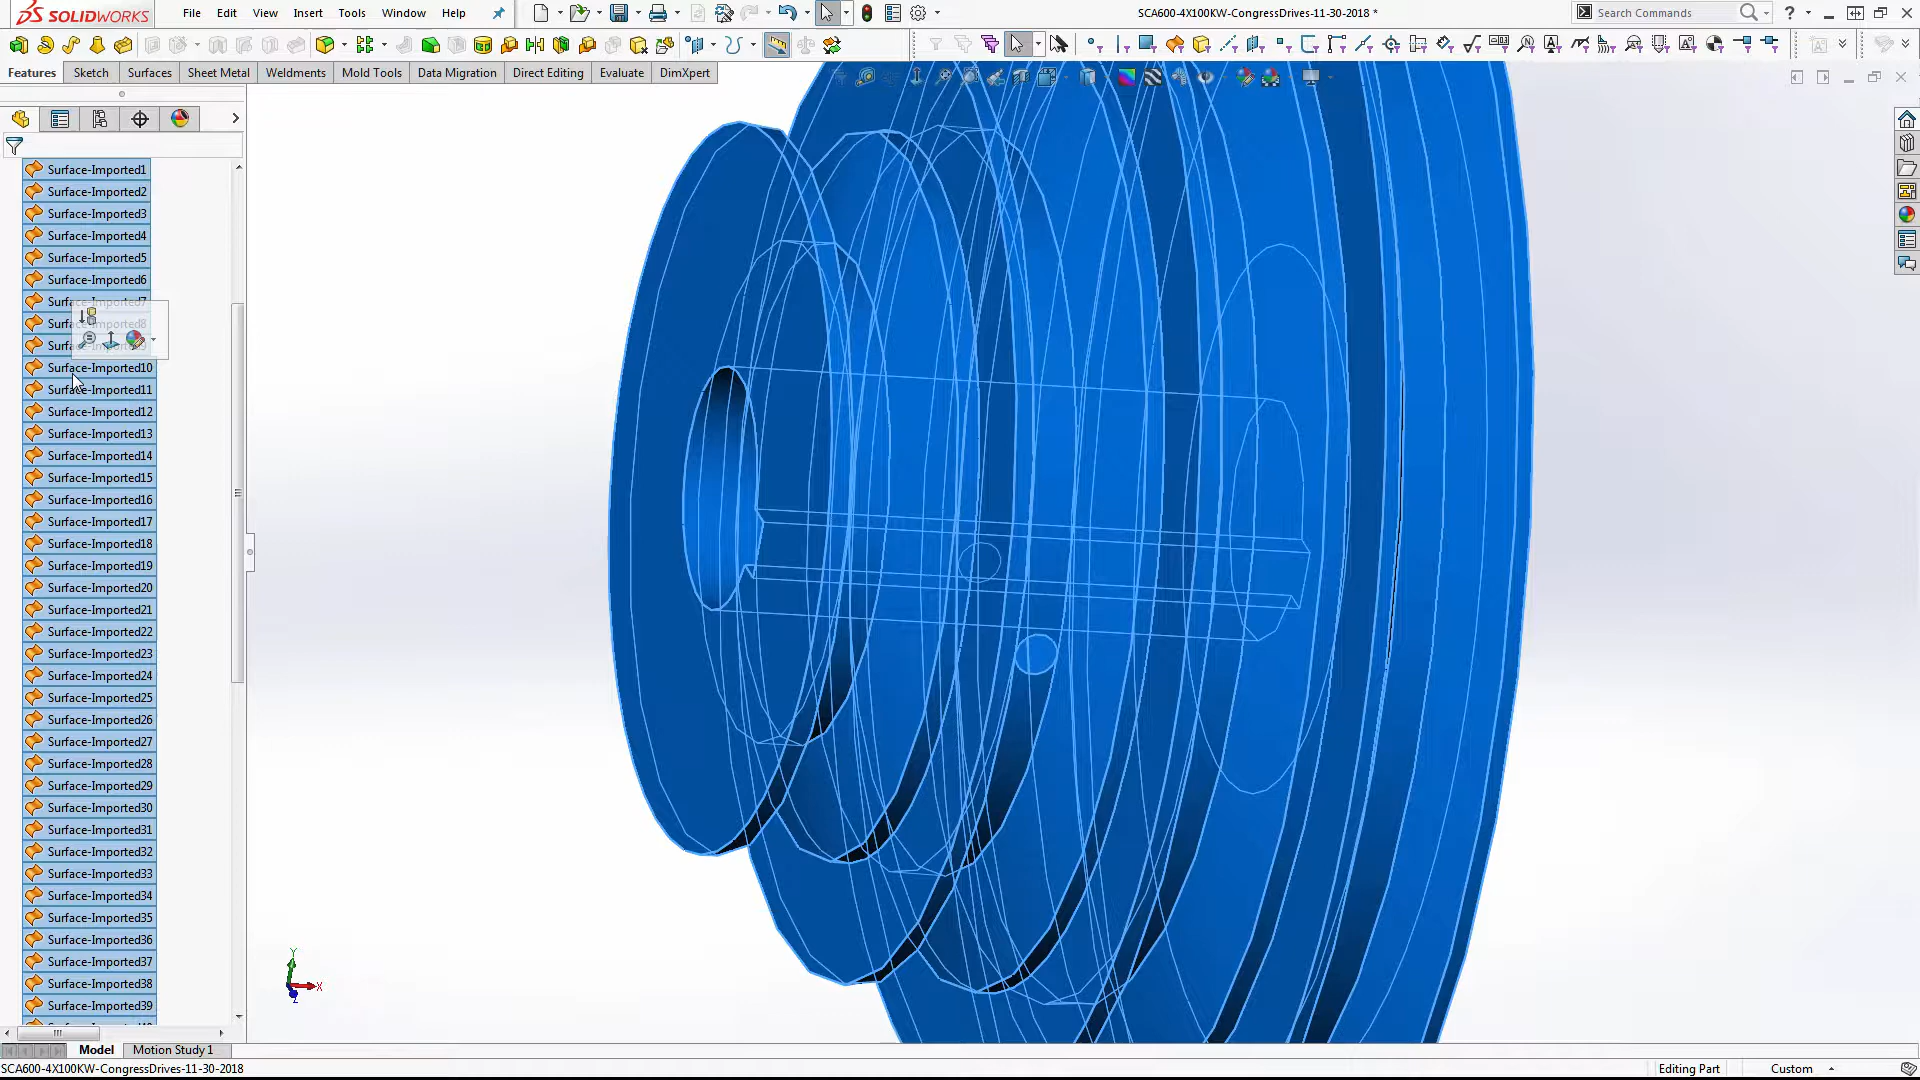 SOLIDWORKS File Edit View Insert Tools Window Help SCA600-4X100KW-CongressDrives-11-30-2018 * Search Commands
Features Sketch Surfaces Sheet Metal Weldments Mold Tools Data Migration Direct Editing Evaluate DimXpert
Surface-Imported1
Surface-Imported2
Surface-Imported3
Surface-Imported4
Surface-Imported5
Surface-Imported6
Surface-Imported7
Surface-Imported8
Surface-Imported10
Surface-Imported11
Surface-Imported12
Surface-Imported13
Surface-Imported14
Surface-Imported15
Surface-Imported16
Surface-Imported17
Surface-Imported18
Surface-Imported19
Surface-Imported20
Surface-Imported21
Surface-Imported22
Surface-Imported23
Surface-Imported24
Surface-Imported25
Surface-Imported26
Surface-Imported27
Surface-Imported28
Surface-Imported29
Surface-Imported30
Surface-Imported31
Surface-Imported32
Surface-Imported33
Surface-Imported34
Surface-Imported35
Surface-Imported36
Surface-Imported37
Surface-Imported38
Surface-Imported39
Y
X
Z
Model Motion Study 1
SCA600-4X100KW-CongressDrives-11-30-2018 Editing Part Custom